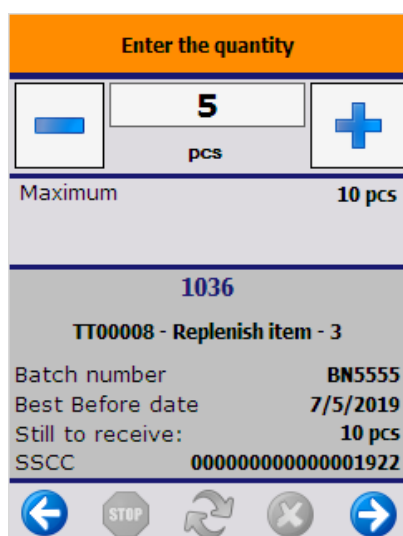 Enter the quantity
5
pcs
Maximum 10 pcs
1036
TT00008 - Replenish item - 3
Batch number BN5555
Best Before date 7/5/2019
Still to receive: 10 pcs
SSCC 000000000000001922
STOP